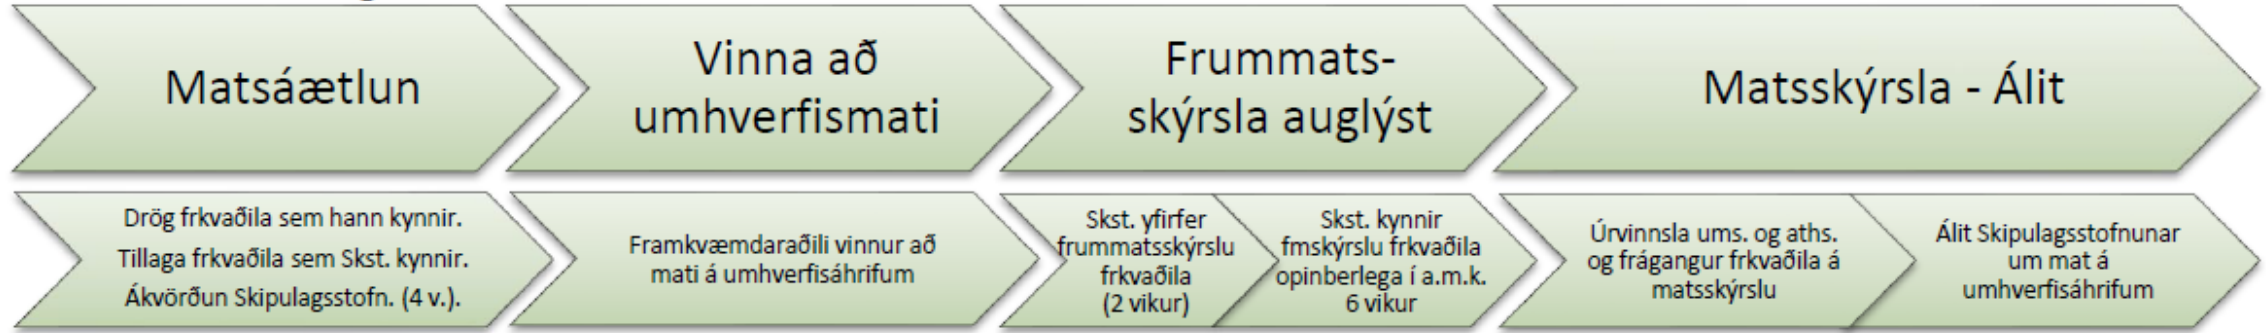 Matsáætlun
Vinna að
umhverfismati
Frummats-
skýrsla auglýst
Matsskýrsla - Álit
Drög frkvaðila sem hann kynnir.
Tillaga frkvaðila sem Skst. kynnir.
Ákvörðun Skipulagsstofn. (4 v.).
Framkvæmdaraðili vinnur að
mati á umhverfisáhrifum
Skst. yfirfer
frummatsskýrslu
frkvaðila
(2 vikur)
Skst. kynnir
fmskýrslu frkvaðila
opinberlega í a.m.k.
6 vikur
Úrvinnsla ums. og aths.
og frágangur frkvaðila á
matsskýrslu
Álit Skipulagsstofnunar
um mat á
umhverfisáhrifum